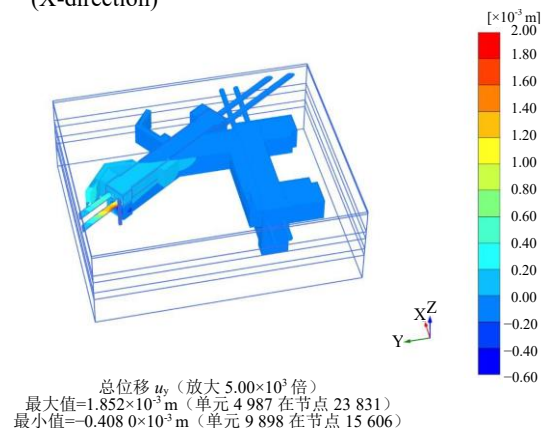 (X-direction)
[×10⁻³ m]
2.00
1.80
1.60
1.40
1.20
1.00
0.80
0.60
0.40
0.20
0.00
−0.20
−0.40
−0.60
X Z
Y
总位移 uy（放大 5.00×10³ 倍）
最大值=1.852×10⁻³ m（单元 4 987 在节点 23 831）
最小值=−0.408 0×10⁻³ m（单元 9 898 在节点 15 606）